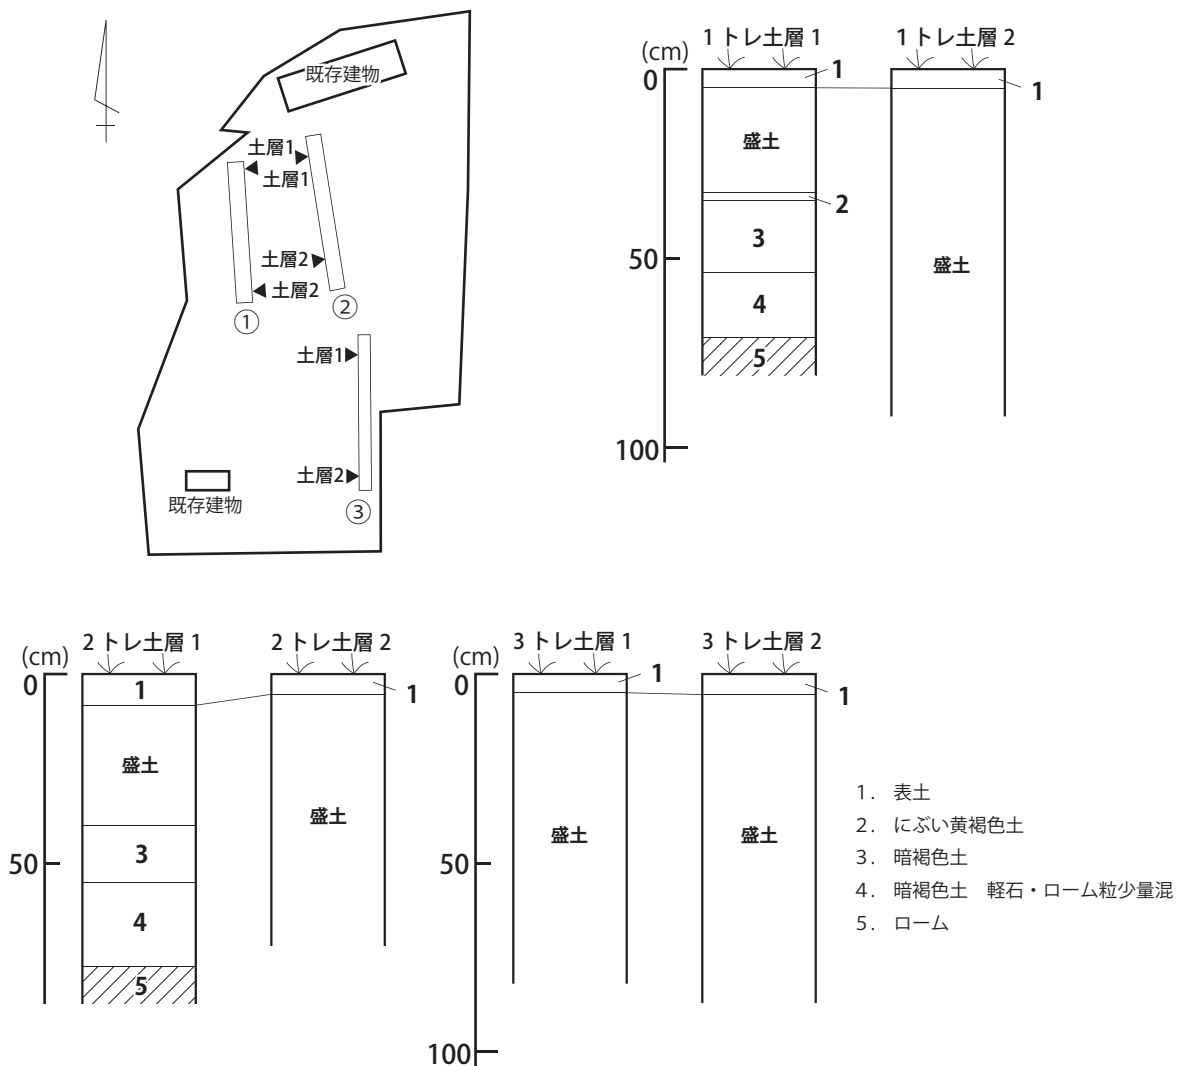 既存建物
土層1
土層1
土層2
土層2
①
②
土層1
土層2
③
既存建物
(cm)
0
50
100
1 トレ土層 1
1
盛土
2
3
4
5
1 トレ土層 2
1
盛土
(cm)
0
50
2 トレ土層 1
1
盛土
3
4
5
2 トレ土層 2
1
盛土
(cm)
0
50
100
3 トレ土層 1
1
盛土
3 トレ土層 2
1
盛土
1. 表土
2. にぶい黄褐色土
3. 暗褐色土
4. 暗褐色土　軽石・ローム粒少量混
5. ローム